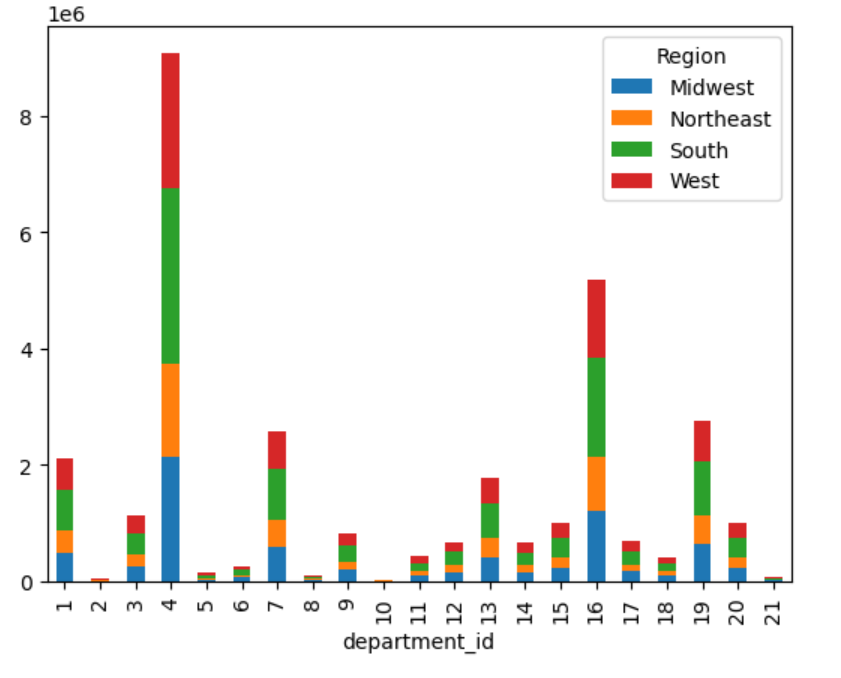 1e6
Region
Midwest
Northeast
South
West
8
6
4
2
0
1 2 3 4 5 6 7 8 9 10 11 12 13 14 15 16 17 18 19 20 21
department_id